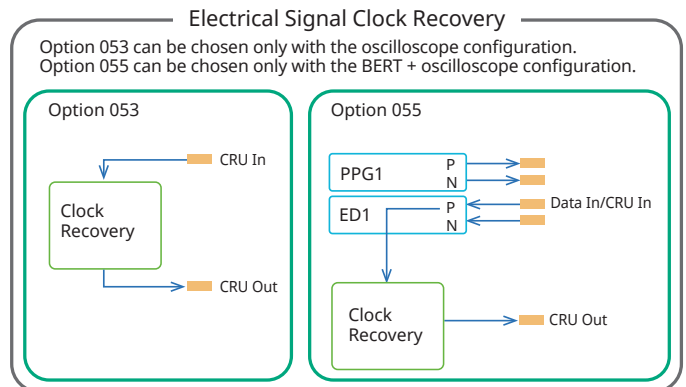 Electrical Signal Clock Recovery
Option 053 can be chosen only with the oscilloscope configuration.
Option 055 can be chosen only with the BERT + oscilloscope configuration.
Option 053
CRU In
Clock
Recovery
CRU Out
Option 055
PPG1
P
N
ED1
P
N
Data In/CRU In
Clock
Recovery
CRU Out